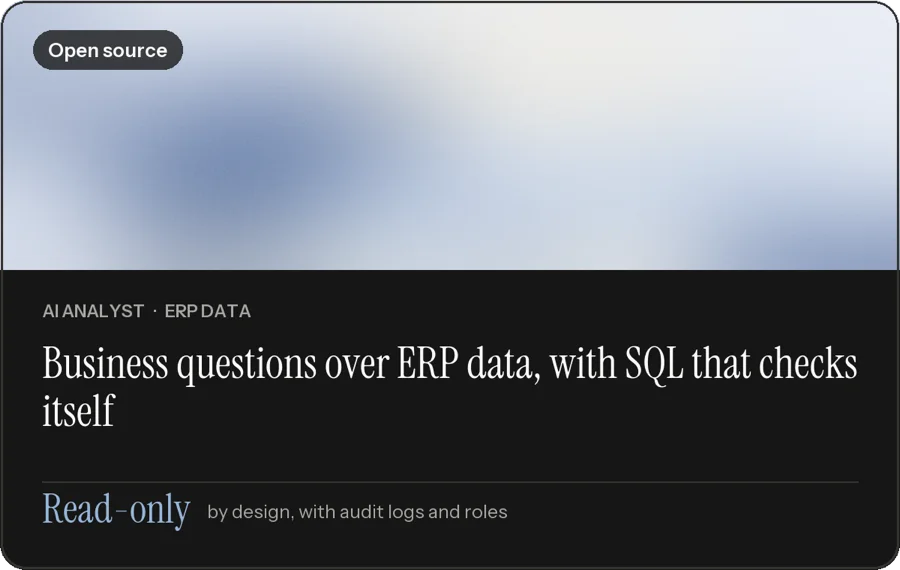 Open source
AI ANALYST · ERP DATA
Business questions over ERP data, with SQL that checks
itself
Read-only by design, with audit logs and roles